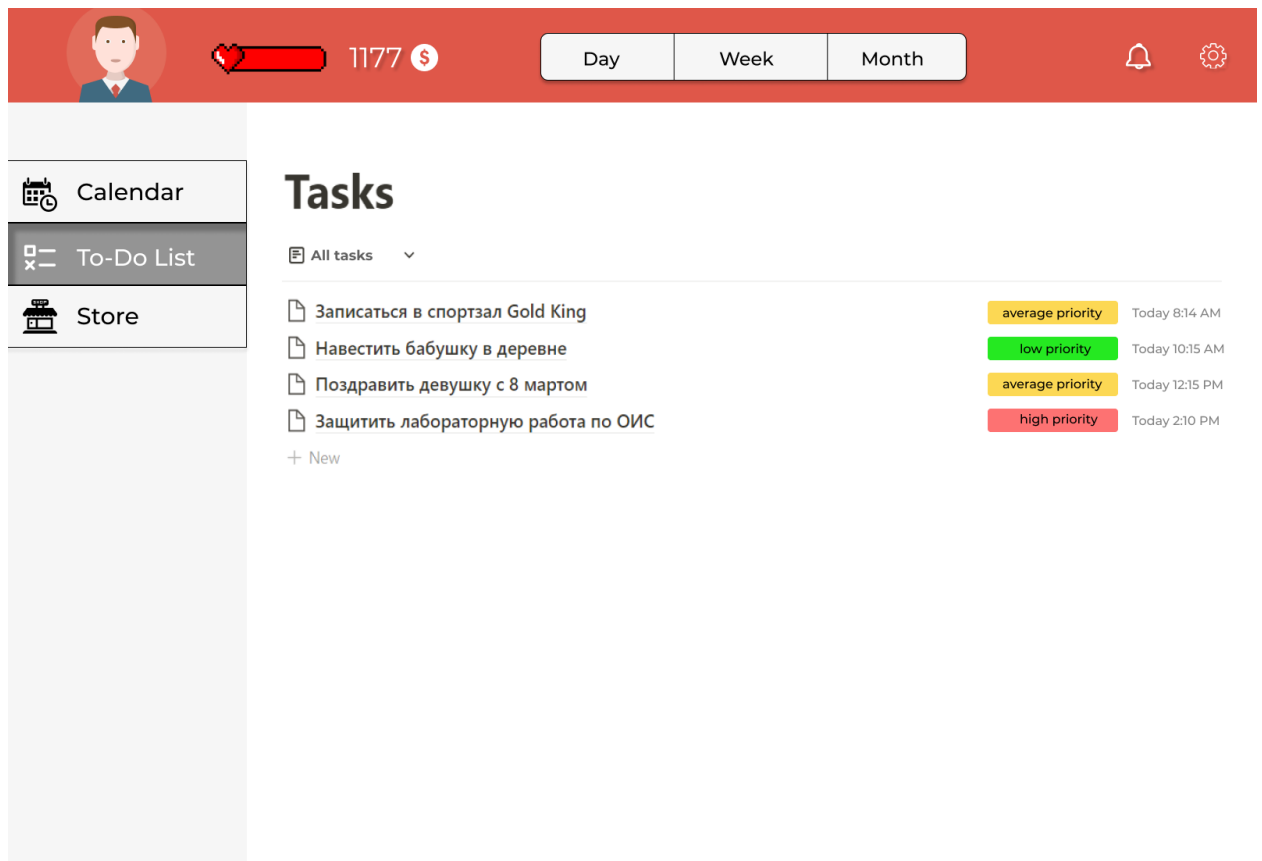 1177 $
Day Week Month
Calendar
To-Do List
Store
Tasks
All tasks
Записаться в спортзал Gold King average priority Today 8:14 AM
Навестить бабушку в деревне low priority Today 10:15 AM
Поздравить девушку с 8 мартом average priority Today 12:15 PM
Защитить лабораторную работа по ОИС high priority Today 2:10 PM
+ New